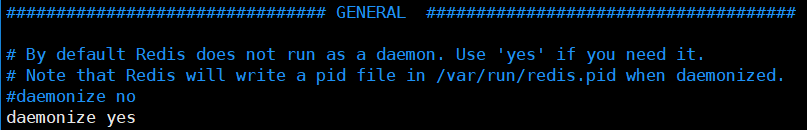 ################################ GENERAL  #####################################
# By default Redis does not run as a daemon. Use 'yes' if you need it.
# Note that Redis will write a pid file in /var/run/redis.pid when daemonized.
#daemonize no
daemonize yes